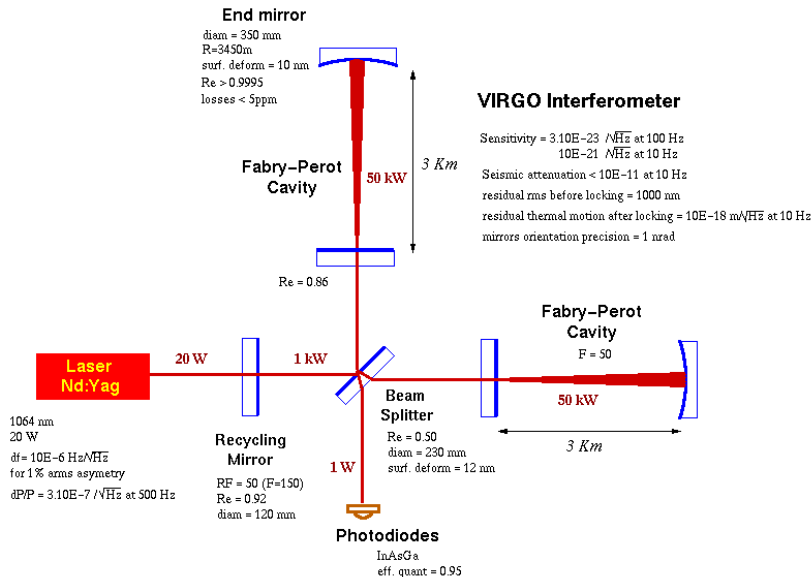 End mirror
diam = 350 mm
R=3450m
surf. deform = 10 nm
Re > 0.9995
losses < 5ppm
VIRGO Interferometer
Sensitivity = 3.10E−23 /√Hz at 100 Hz
10E−21 /√Hz at 10 Hz
Seismic attenuation < 10E−11 at 10 Hz
residual rms before locking = 1000 nm
residual thermal motion after locking = 10E−18 m/√Hz at 10 Hz
mirrors orientation precision = 1 nrad
Fabry−Perot
Cavity
50 kW
3 Km
Re = 0.86
Fabry−Perot
Cavity
F = 50
50 kW
3 Km
Laser
Nd:Yag
20 W
1 kW
1064 nm
20 W
df= 10E−6 Hz/√Hz
for 1% arms asymetry
dP/P = 3.10E−7 /√Hz at 500 Hz
Recycling
Mirror
RF = 50 (F=150)
Re = 0.92
diam = 120 mm
Beam
Splitter
Re = 0.50
diam = 230 mm
surf. deform = 12 nm
1 W
Photodiodes
InAsGa
eff. quant = 0.95